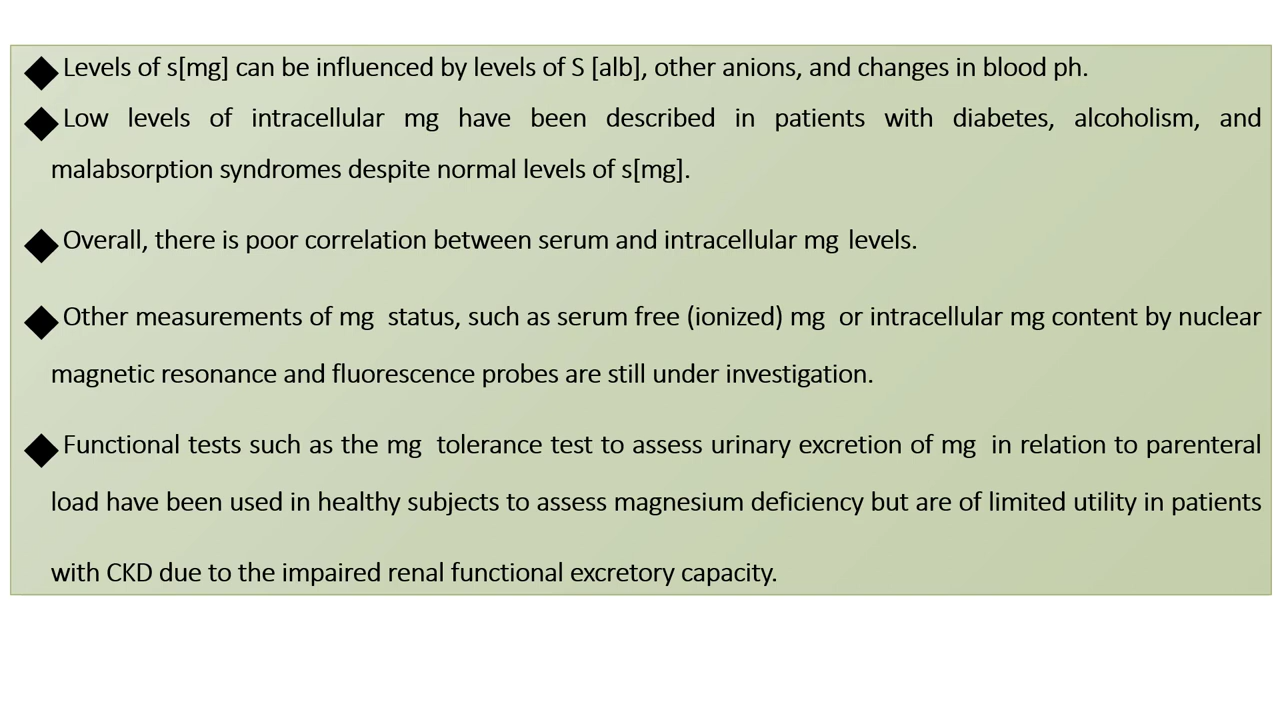 ◆Levels of s[mg] can be influenced by levels of S [alb], other anions, and changes in blood ph.
◆Low levels of intracellular mg have been described in patients with diabetes, alcoholism, and
malabsorption syndromes despite normal levels of s[mg].
◆Overall, there is poor correlation between serum and intracellular mg levels.
◆Other measurements of mg status, such as serum free (ionized) mg or intracellular mg content by nuclear
magnetic resonance and fluorescence probes are still under investigation.
◆Functional tests such as the mg tolerance test to assess urinary excretion of mg in relation to parenteral
load have been used in healthy subjects to assess magnesium deficiency but are of limited utility in patients
with CKD due to the impaired renal functional excretory capacity.